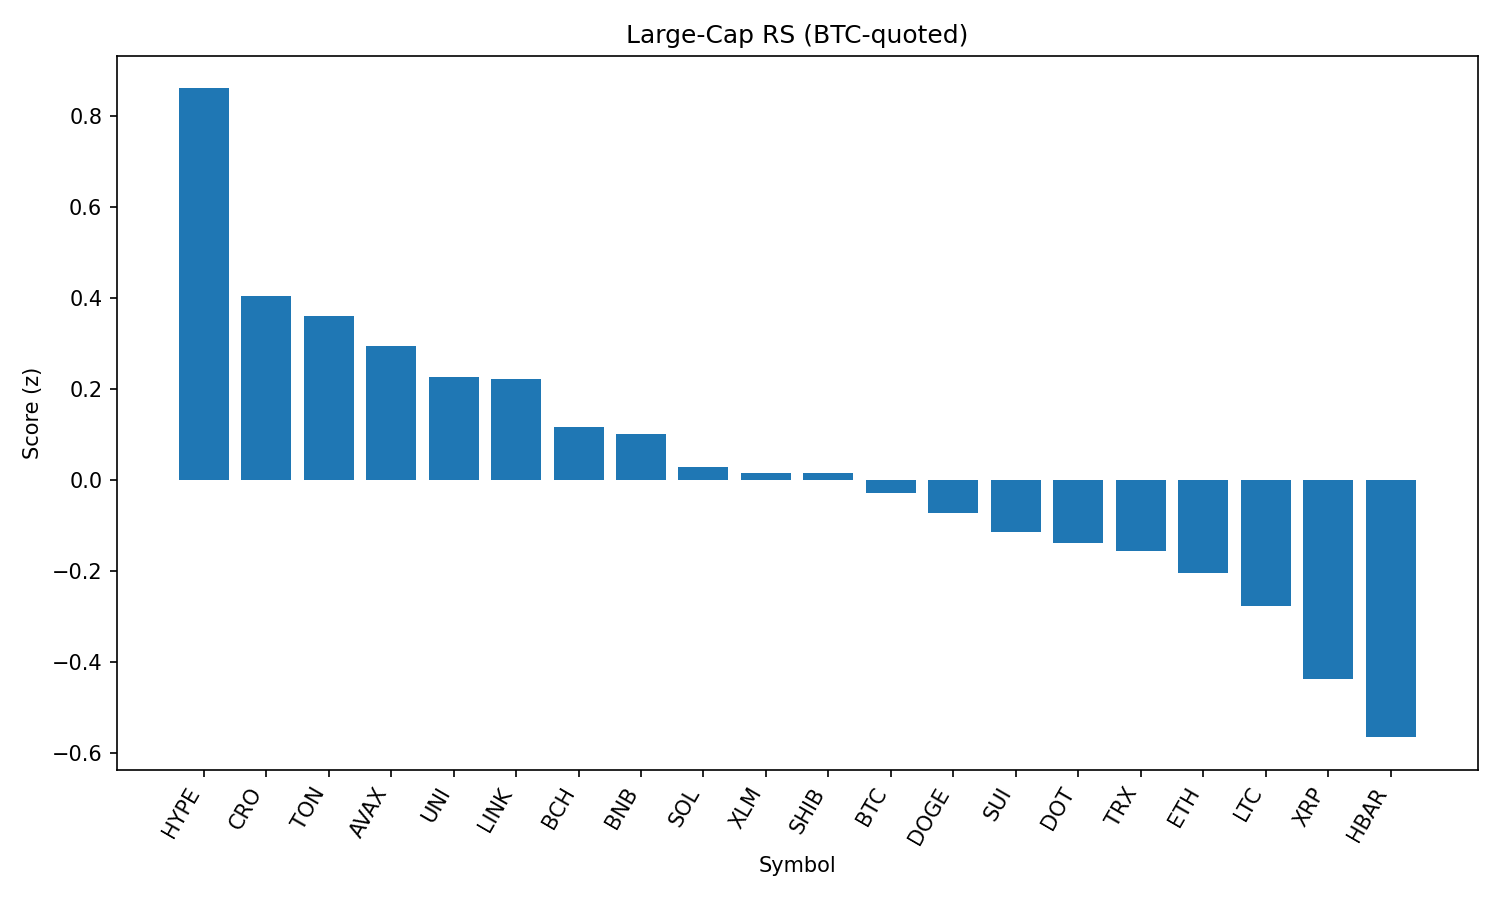 Large-Cap RS (BTC-quoted)
Score (z)
0.8
0.6
0.4
0.2
0.0
−0.2
−0.4
−0.6
HYPE
CRO
TON
AVAX
UNI
LINK
BCH
BNB
SOL
XLM
SHIB
BTC
DOGE
SUI
DOT
TRX
ETH
LTC
XRP
HBAR
Symbol